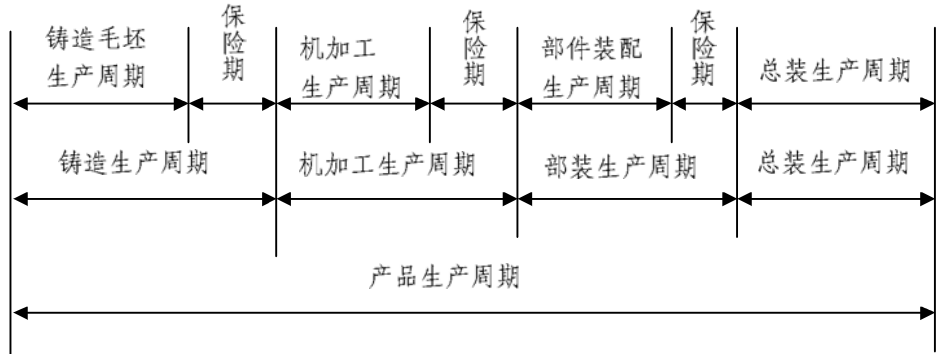 铸造毛坯
生产周期
保险期
机加工
生产周期
保险期
部件装配
生产周期
保险期
总装生产周期
铸造生产周期
机加工生产周期
部装生产周期
总装生产周期
产品生产周期